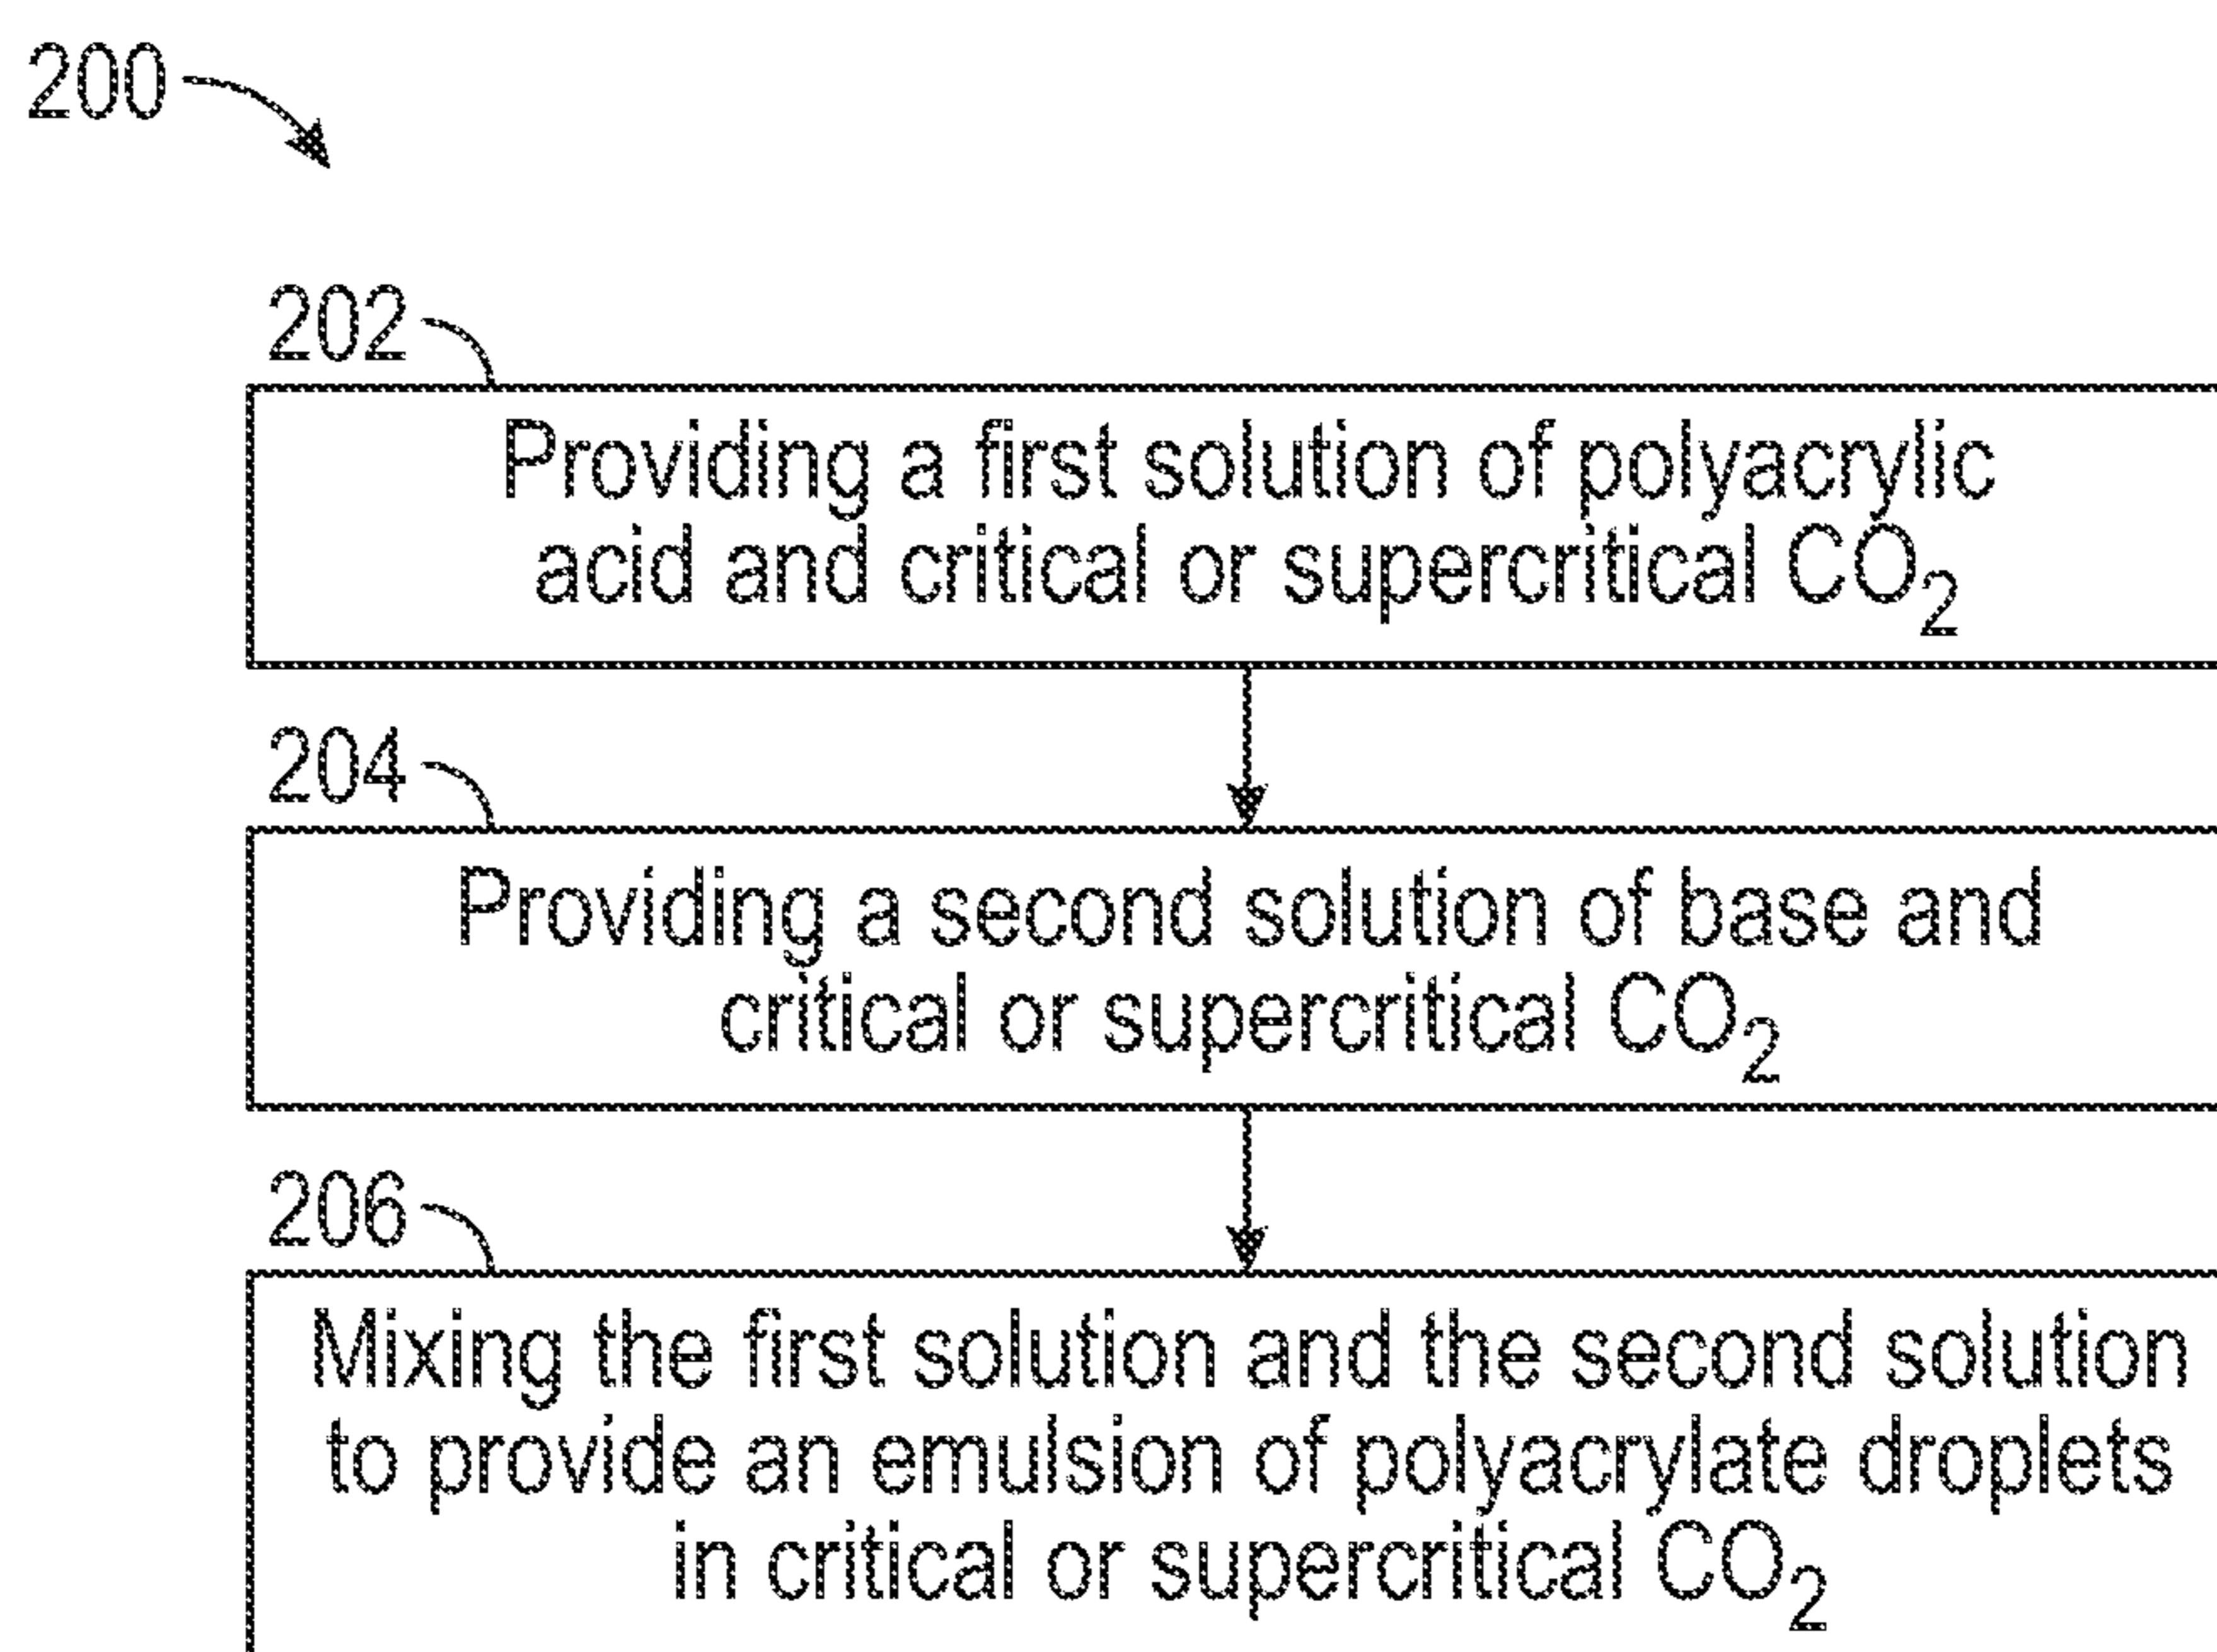 200
202
Providing a first solution of polyacrylic
acid and critical or supercritical CO₂
204
Providing a second solution of base and
critical or supercritical CO₂
206
Mixing the first solution and the second solution
to provide an emulsion of polyacrylate droplets
in critical or supercritical CO₂